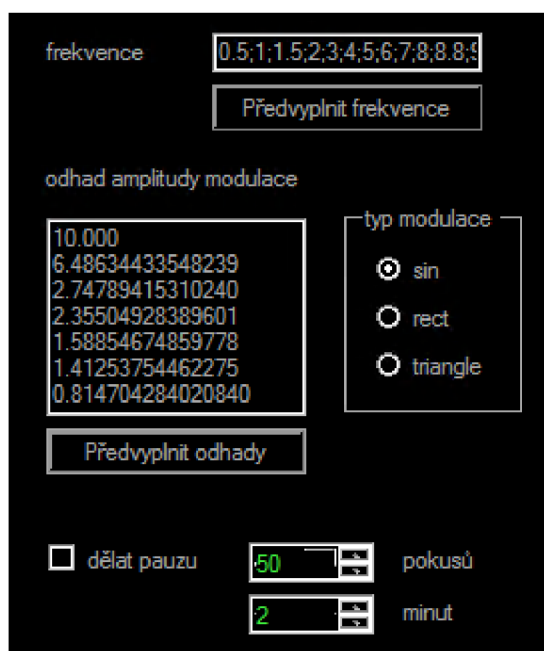 frekvence 0.5;1;1.5;2;3;4;5;6;7;8;8.8;9
Předvyplnit frekvence
odhad amplitudy modulace
10.000
6.48634433548239
2.74789415310240
2.35504928389601
1.58854674859778
1.41253754462275
0.814704284020840
typ modulace
sin
rect
triangle
Předvyplnit odhady
dělat pauzu 50 pokusů
2 minut